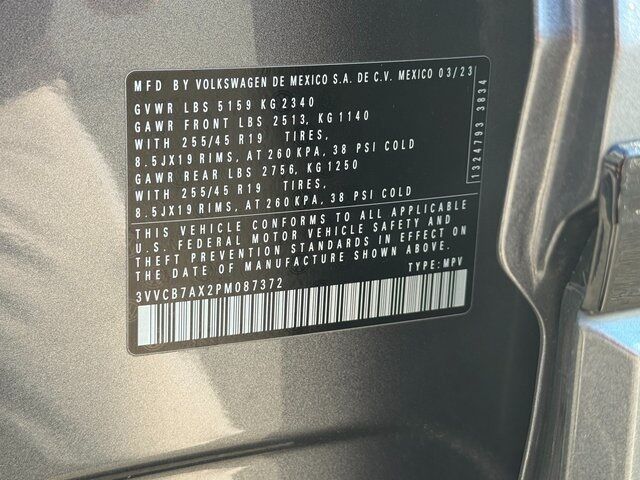 MFD BY VOLKSWAGEN DE MEXICO S.A. DE C.V. MEXICO 03/23
GVWR LBS 5159 KG 2340
GAWR FRONT LBS 2513, KG 1140
WITH 255/45 R19 TIRES,
8.5JX19 RIMS, AT 260 KPA, 38 PSI COLD
GAWR REAR LBS 2756, KG 1250
WITH 255/45 R19 TIRES,
8.5JX19 RIMS, AT 260 KPA, 38 PSI COLD
THIS VEHICLE CONFORMS TO ALL APPLICABLE
U.S. FEDERAL MOTOR VEHICLE SAFETY AND
THEFT PREVENTION STANDARDS IN EFFECT ON
THE DATE OF MANUFACTURE SHOWN ABOVE.
3VVCB7AX2PM087372 TYPE: MPV
1324793 3834